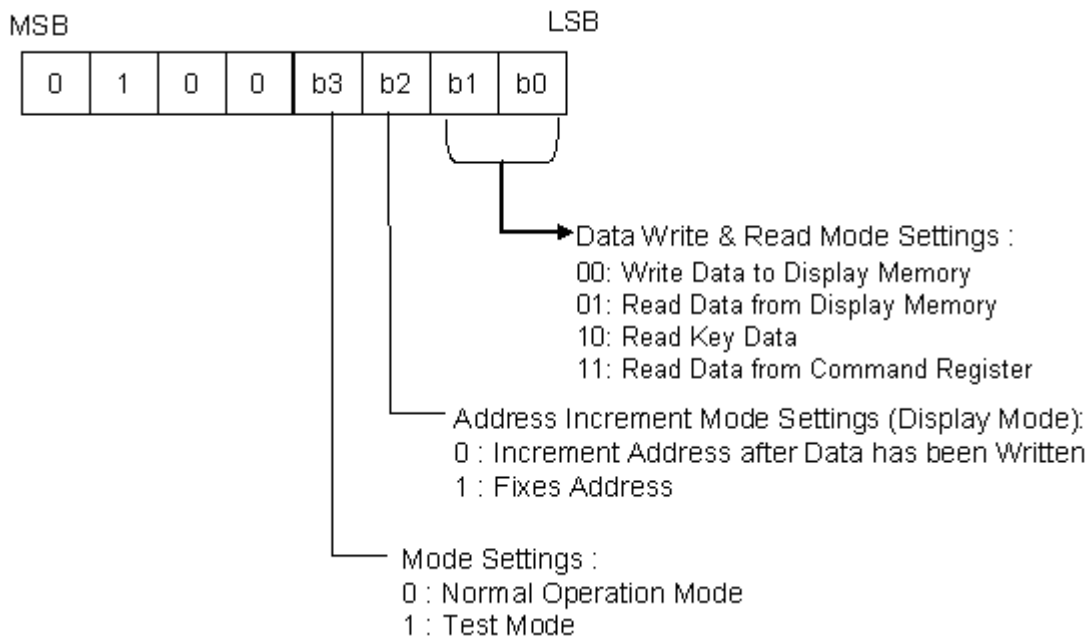 MSB LSB
0 1 0 0 b3 b2 b1 b0
Data Write & Read Mode Settings :
00: Write Data to Display Memory
01: Read Data from Display Memory
10: Read Key Data
11: Read Data from Command Register
Address Increment Mode Settings (Display Mode):
0 : Increment Address after Data has been Written
1 : Fixes Address
Mode Settings :
0 : Normal Operation Mode
1 : Test Mode